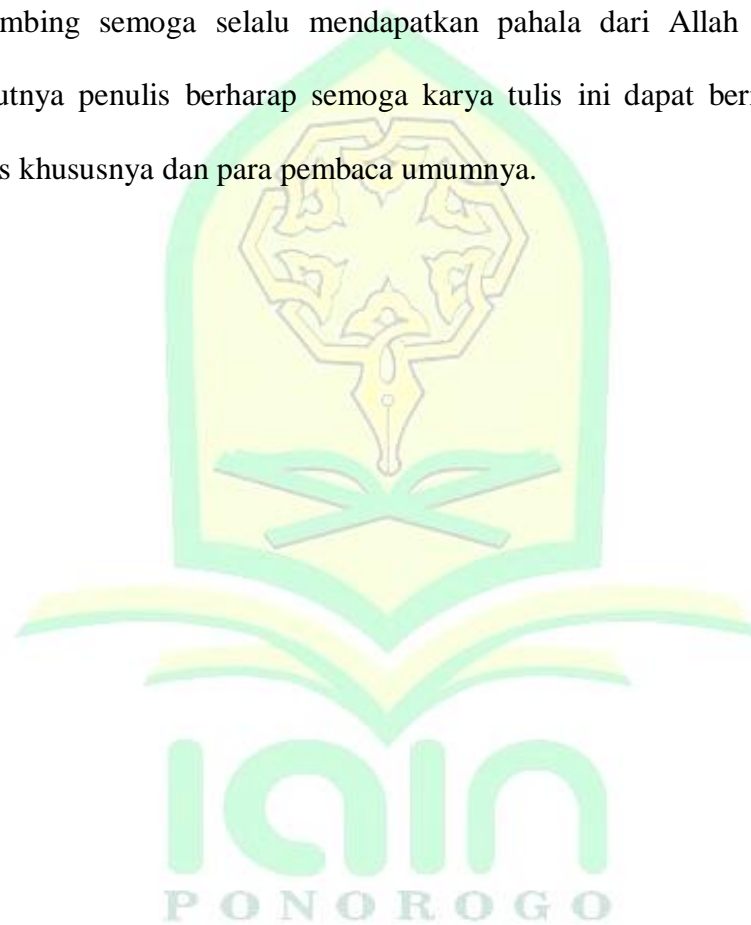 mbing semoga selalu mendapatkan pahala dari Allah
utnya penulis berharap semoga karya tulis ini dapat ber
s khususnya dan para pembaca umumnya.
iain
PONOROGO